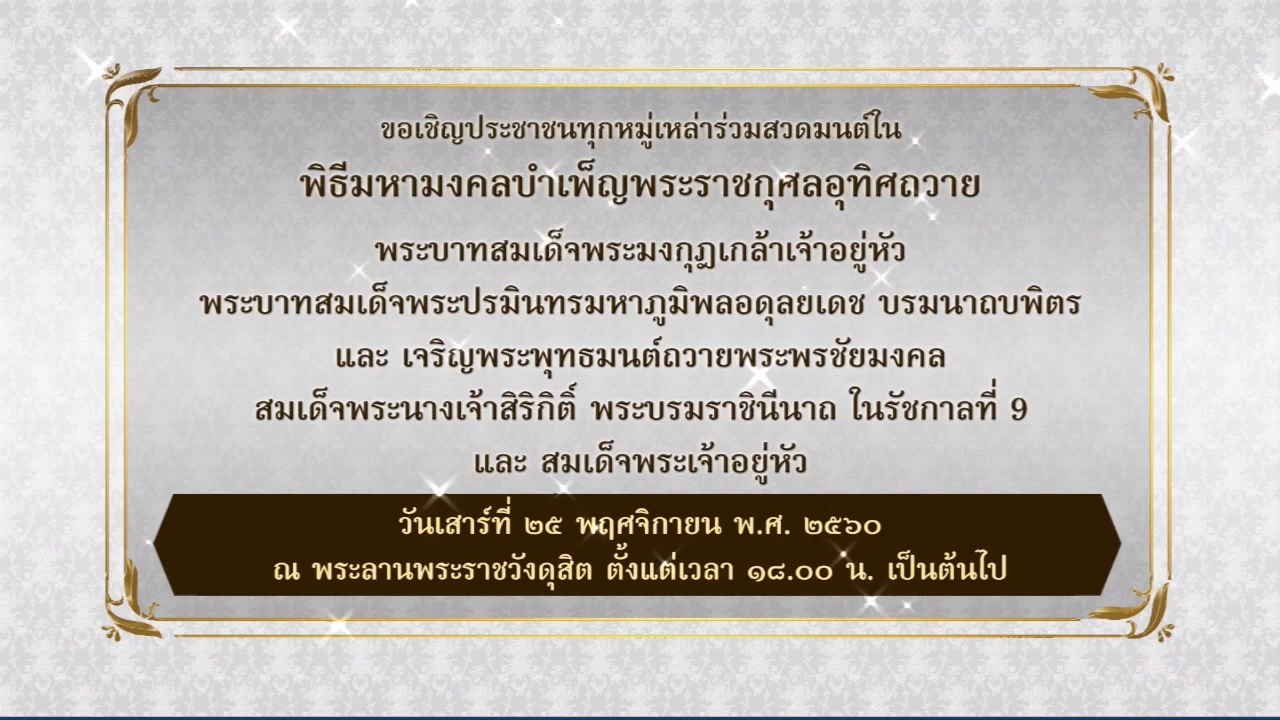 ขอเชิญประชาชนทุกหมู่เหล่าร่วมสวดมนต์ใน
พิธีมหามงคลบำเพ็ญพระราชกุศลอุทิศถวาย
พระบาทสมเด็จพระมงกุฎเกล้าเจ้าอยู่หัว
พระบาทสมเด็จพระปรมินทรมหาภูมิพลอดุลยเดช บรมนาถบพิตร
และ เจริญพระพุทธมนต์ถวายพระพรชัยมงคล
สมเด็จพระนางเจ้าสิริกิติ์ พระบรมราชินีนาถ ในรัชกาลที่ 9
และ สมเด็จพระเจ้าอยู่หัว
วันเสาร์ที่ ๒๕ พฤศจิกายน พ.ศ. ๒๕๖๐
ณ พระลานพระราชวังดุสิต ตั้งแต่เวลา ๑๘.๐๐ น. เป็นต้นไป